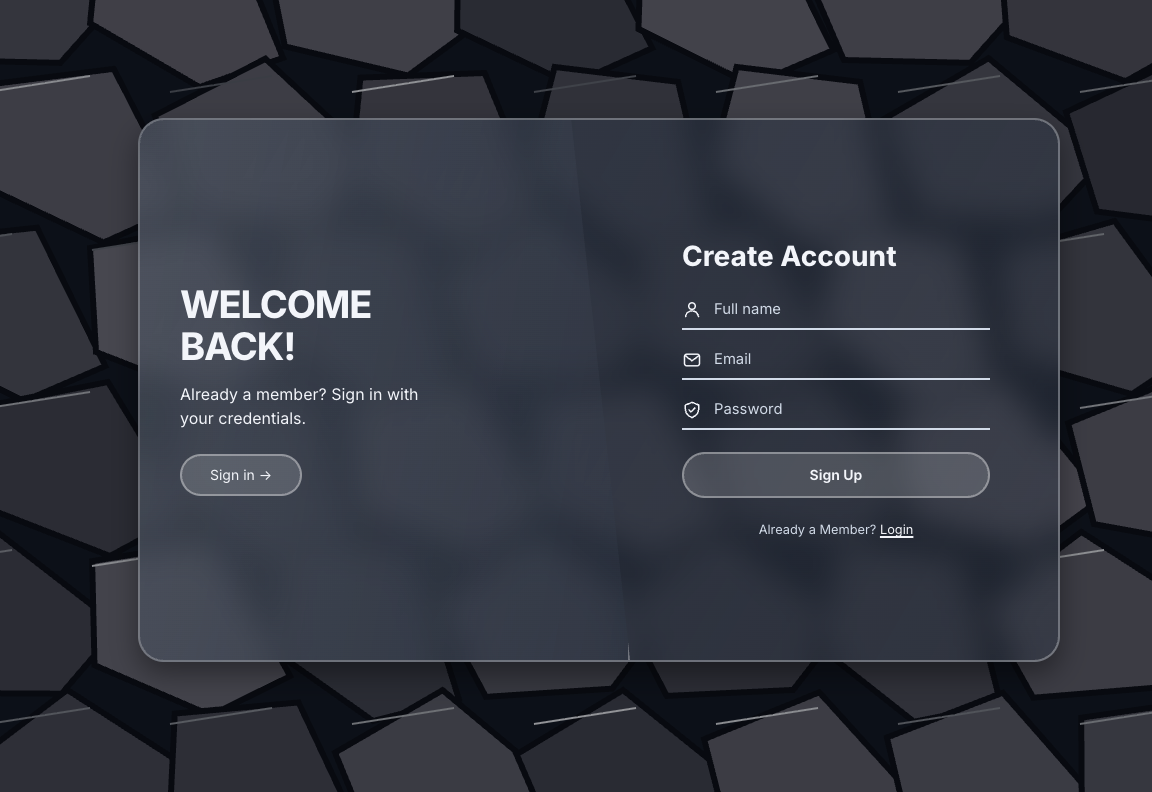 WELCOME
BACK!
Already a member? Sign in with
your credentials.
Sign in →
Create Account
Full name
Email
Password
Sign Up
Already a Member? Login